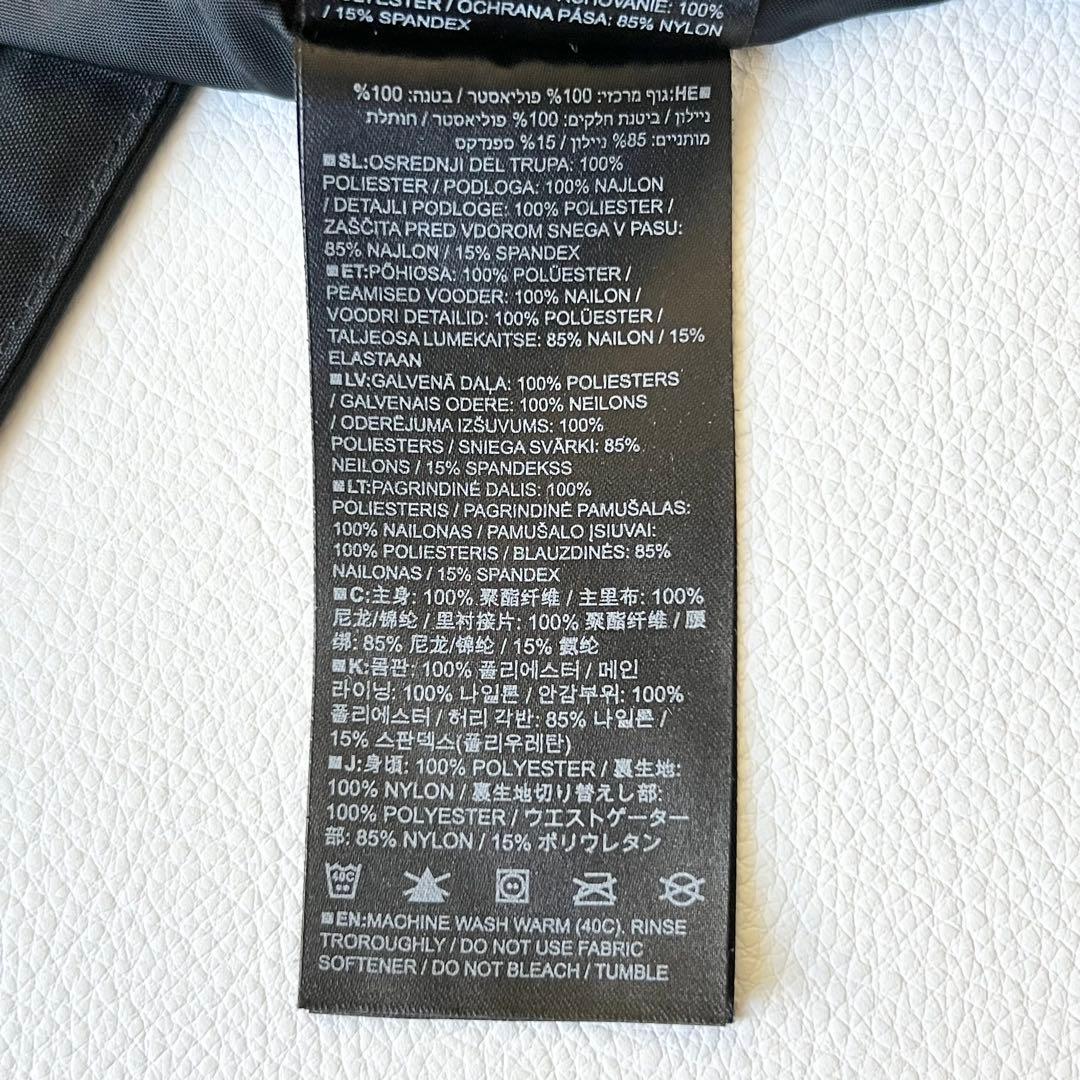 CHOVÁNÍ: 100%
POLYESTER / OCHRANA PÁSA: 85% NYLON
/ 15% SPANDEX
■HE:גוף מרכזי: 100% פוליאסטר / בטנה: 100%
ניילון / ביטנת חלקים: 100% פוליאסטר / חותלת
מותניים: 85% ניילון / 15% ספנדקס
■SL:OSREDNJI DEL TRUPA: 100%
POLIESTER / PODLOGA: 100% NAJLON
/ DETAJLI PODLOGE: 100% POLIESTER /
ZAŠČITA PRED VDOROM SNEGA V PASU:
85% NAJLON / 15% SPANDEX
■ET:PÕHIOSA: 100% POLÜESTER /
PEAMISED VOODER: 100% NAILON /
VOODRI DETAILID: 100% POLÜESTER /
TALJEOSA LUMEKAITSE: 85% NAILON / 15%
ELASTAAN
■LV:GALVENĀ DAĻA: 100% POLIESTERS
/ GALVENAIS ODERE: 100% NEILONS
/ ODERĒJUMA IZŠUVUMS: 100%
POLIESTERS / SNIEGA SVĀRKI: 85%
NEILONS / 15% SPANDEKSS
■LT:PAGRINDINĖ DALIS: 100%
POLIESTERIS / PAGRINDINĖ PAMUŠALAS:
100% NAILONAS / PAMUŠALO ĮSIUVAI:
100% POLIESTERIS / BLAUZDINĖS: 85%
NAILONAS / 15% SPANDEX
■C:主身: 100% 聚酯纤维 / 主里布: 100%
尼龙/锦纶 / 里衬接片: 100% 聚酯纤维 / 腰
绑: 85% 尼龙/锦纶 / 15% 氨纶
■K:몸판: 100% 폴리에스터 / 메인
라이닝: 100% 나일론 / 안감부위: 100%
폴리에스터 / 허리 각반: 85% 나일론 /
15% 스판덱스(폴리우레탄)
■J:身頃: 100% POLYESTER / 裏生地:
100% NYLON / 裏生地切り替えし部:
100% POLYESTER / ウエストゲーター
部: 85% NYLON / 15% ポリウレタン
40C
■EN:MACHINE WASH WARM (40C). RINSE
TROROUGHLY / DO NOT USE FABRIC
SOFTENER / DO NOT BLEACH / TUMBLE